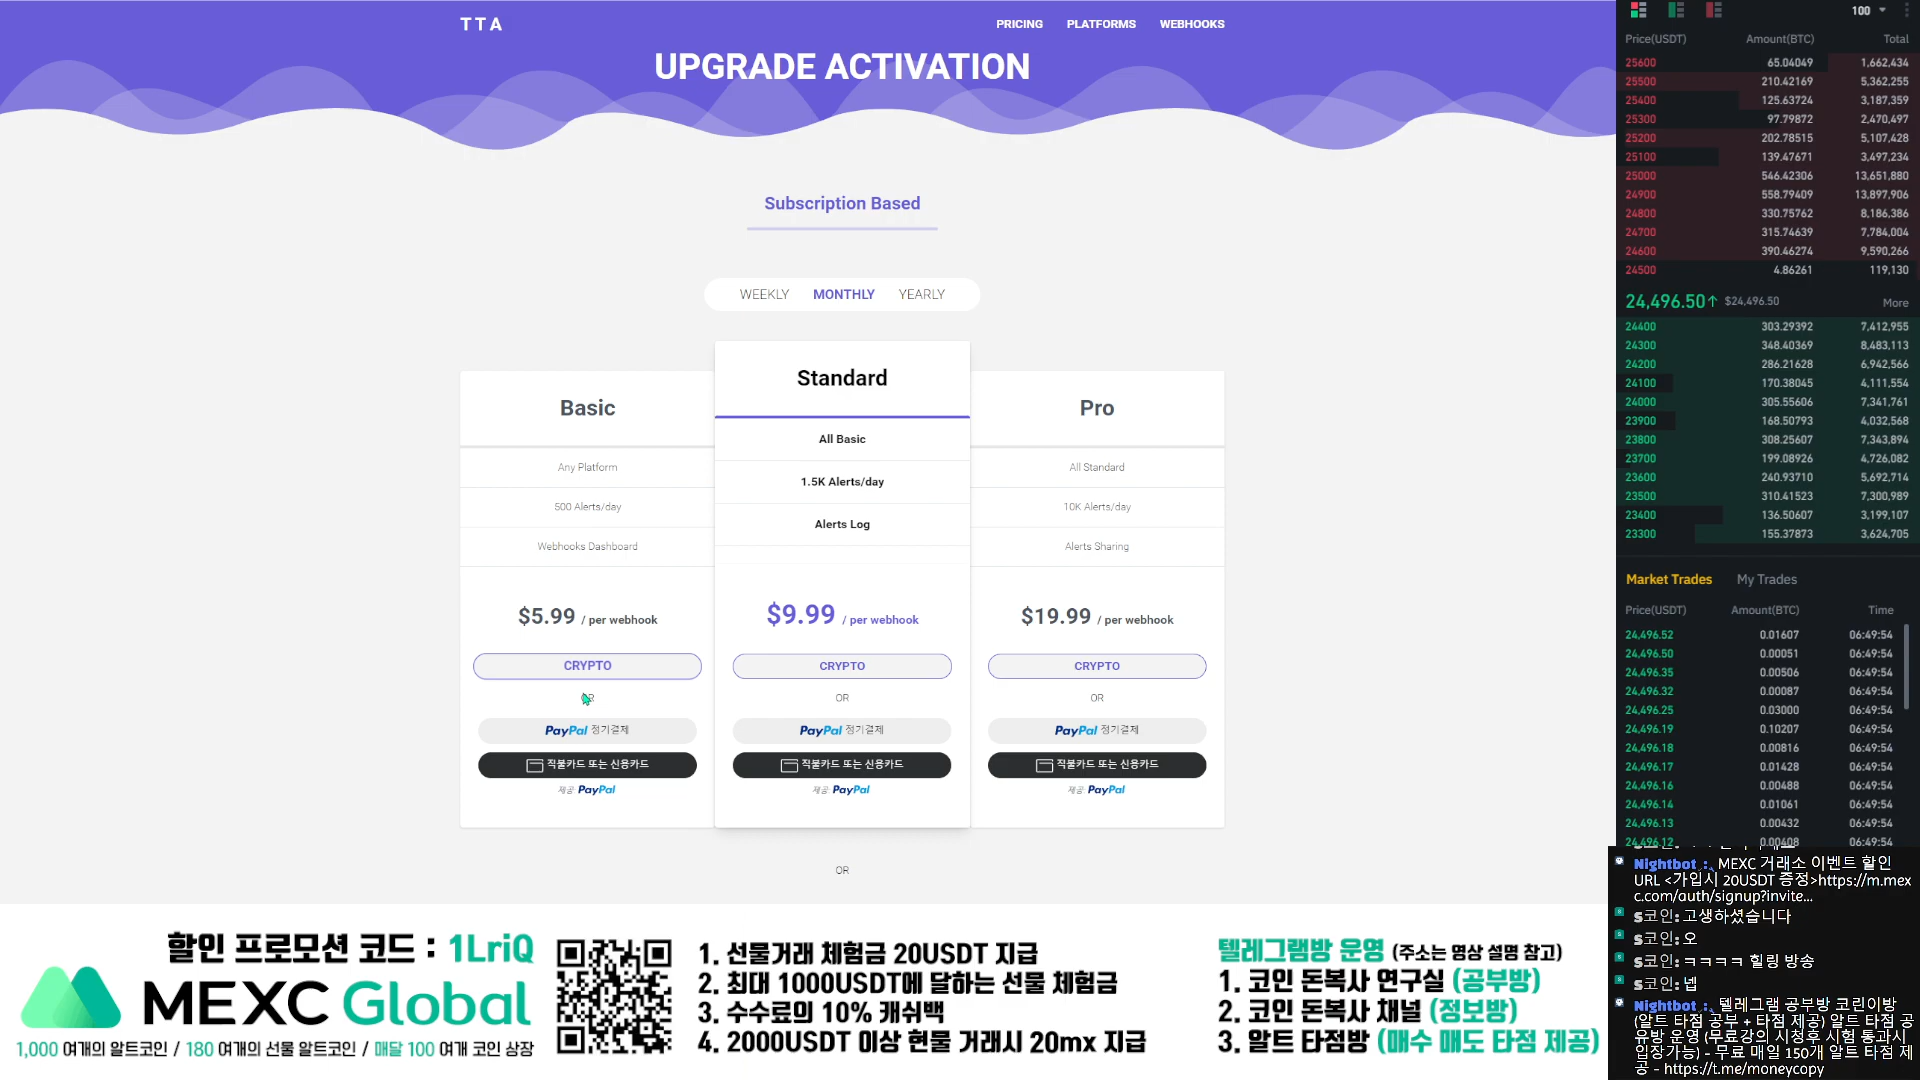 TTA
PRICING PLATFORMS WEBHOOKS
UPGRADE ACTIVATION
Subscription Based
WEEKLY MONTHLY YEARLY
Basic
Any Platform
500 Alerts/day
Webhooks Dashboard
$5.99 / per webhook
CRYPTO
PayPal 정기결제
직불카드 또는 신용카드
제공: PayPal
Standard
All Basic
1.5K Alerts/day
Alerts Log
$9.99 / per webhook
CRYPTO
OR
PayPal 정기결제
직불카드 또는 신용카드
제공: PayPal
Pro
All Standard
10K Alerts/day
Alerts Sharing
$19.99 / per webhook
CRYPTO
OR
PayPal 정기결제
직불카드 또는 신용카드
제공: PayPal
OR
100
Price(USDT) Amount(BTC) Total
25600 65.04049 1,662,434
25500 210.42169 5,362,255
25400 125.63724 3,187,359
25300 97.79872 2,470,497
25200 202.78515 5,107,428
25100 139.47671 3,497,234
25000 546.42306 13,651,880
24900 558.79409 13,897,906
24800 330.75762 8,186,386
24700 315.74639 7,784,004
24600 390.46274 9,590,266
24500 4.86261 119,130
24,496.50↑ $24,496.50 More
24400 303.29392 7,412,955
24300 348.40369 8,483,113
24200 286.21628 6,942,566
24100 170.38045 4,111,554
24000 305.55606 7,341,761
23900 168.50793 4,032,568
23800 308.25607 7,343,894
23700 199.08926 4,726,082
23600 240.93710 5,692,714
23500 310.41523 7,300,989
23400 136.50607 3,199,107
23300 155.37873 3,624,705
Market Trades My Trades
Price(USDT) Amount(BTC) Time
24,496.52 0.01607 06:49:54
24,496.50 0.00051 06:49:54
24,496.35 0.00506 06:49:54
24,496.32 0.00087 06:49:54
24,496.25 0.03000 06:49:54
24,496.19 0.10207 06:49:54
24,496.18 0.00816 06:49:54
24,496.17 0.01428 06:49:54
24,496.16 0.00488 06:49:54
24,496.14 0.01061 06:49:54
24,496.13 0.00432 06:49:54
24,496.12 0.00408 06:49:54
Nightbot : MEXC 거래소 이벤트 할인
URL <가입시 20USDT 증정>https://m.mex
c.com/auth/signup?invite...
s코인: 고생하셨습니다
s코인: 오
s코인: ㅋㅋㅋㅋ 힐링 방송
s코인: 넵
Nightbot : 텔레그램 공부방 코린이방
(알트 타점 공부 + 타점 제공) 알트 타점 공
유방 운영 (무료강의 시청후 시험 통과시
입장가능) - 무료 매일 150개 알트 타점 제
공 - https://t.me/moneycopy
할인 프로모션 코드 : 1LriQ
MEXC Global
1,000 여개의 알트코인 / 180 여개의 선물 알트코인 / 매달 100 여개 코인 상장
1. 선물거래 체험금 20USDT 지급
2. 최대 1000USDT에 달하는 선물 체험금
3. 수수료의 10% 캐쉬백
4. 2000USDT 이상 현물 거래시 20mx 지급
텔레그램방 운영 (주소는 영상 설명 참고)
1. 코인 돈복사 연구실 (공부방)
2. 코인 돈복사 채널 (정보방)
3. 알트 타점방 (매수 매도 타점 제공)